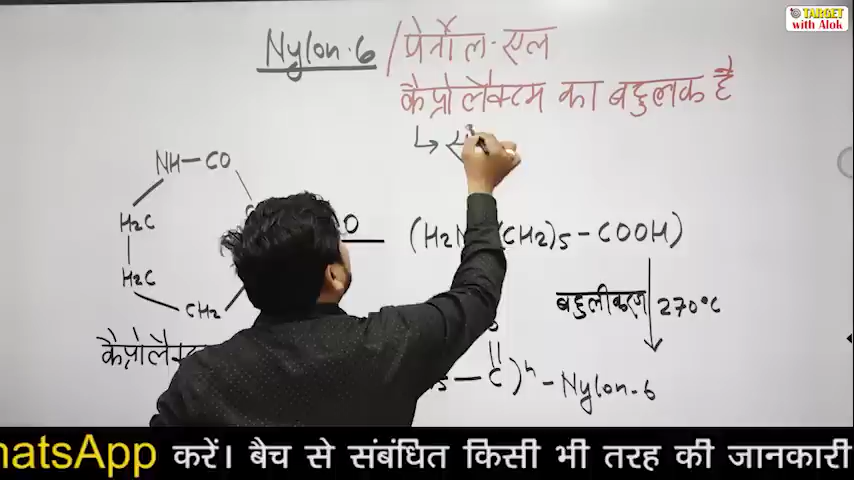 TARGET
with Alok
Nylon-6 / पेर्लोल-एल
कैप्रोलैक्टम का बहुलक है
↳ स
NH–CO
H2C
H2C
CH2
O
(H2N (CH2)5–COOH)
बहुलीकरण 270°C
C)n–Nylon-6
hatsApp करें। बैच से संबंधित किसी भी तरह की जानकारी